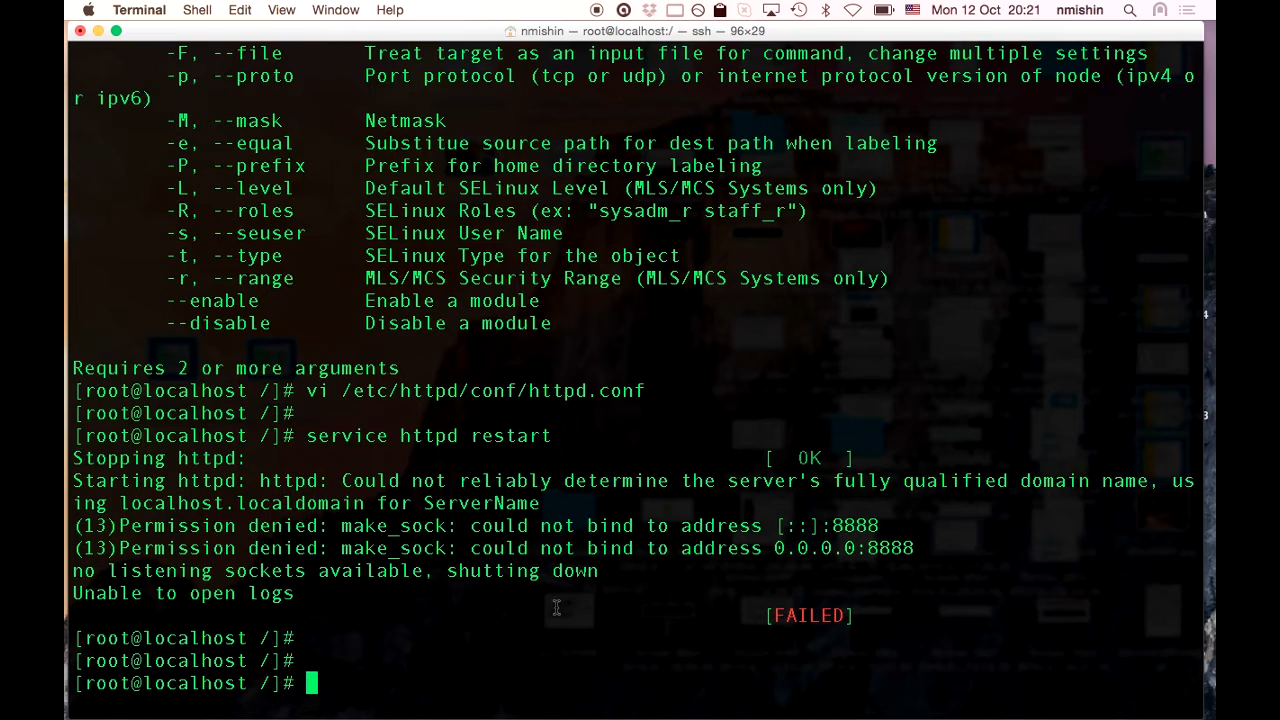 Terminal Shell Edit View Window Help Mon 12 Oct 20:21 nmishin
nmishin — root@localhost:/ — ssh — 96×29
-F, --file Treat target as an input file for command, change multiple settings
-p, --proto Port protocol (tcp or udp) or internet protocol version of node (ipv4 o
r ipv6)
-M, --mask Netmask
-e, --equal Substitue source path for dest path when labeling
-P, --prefix Prefix for home directory labeling
-L, --level Default SELinux Level (MLS/MCS Systems only)
-R, --roles SELinux Roles (ex: "sysadm_r staff_r")
-s, --seuser SELinux User Name
-t, --type SELinux Type for the object
-r, --range MLS/MCS Security Range (MLS/MCS Systems only)
--enable Enable a module
--disable Disable a module
Requires 2 or more arguments
[root@localhost /]# vi /etc/httpd/conf/httpd.conf
[root@localhost /]#
[root@localhost /]# service httpd restart
Stopping httpd: [ OK ]
Starting httpd: httpd: Could not reliably determine the server's fully qualified domain name, us
ing localhost.localdomain for ServerName
(13)Permission denied: make_sock: could not bind to address [::]:8888
(13)Permission denied: make_sock: could not bind to address 0.0.0.0:8888
no listening sockets available, shutting down
Unable to open logs
[FAILED]
[root@localhost /]#
[root@localhost /]#
[root@localhost /]#